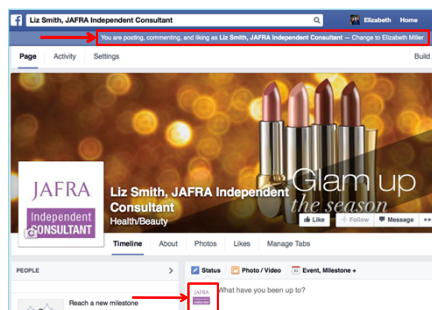 Liz Smith, JAFRA Independent Consultant
Elizabeth Home
You are posting, commenting, and liking as Liz Smith, JAFRA Independent Consultant — Change to Elizabeth Miller
Page Activity Settings Build
JAFRA
Independent
CONSULTANT
Liz Smith, JAFRA Independent
Consultant
Health/Beauty
Glam up
the season
Like Follow Message
Timeline About Photos Likes Manage Tabs
PEOPLE
Status Photo / Video Event, Milestone +
Reach a new milestone
JAFRA
What have you been up to?